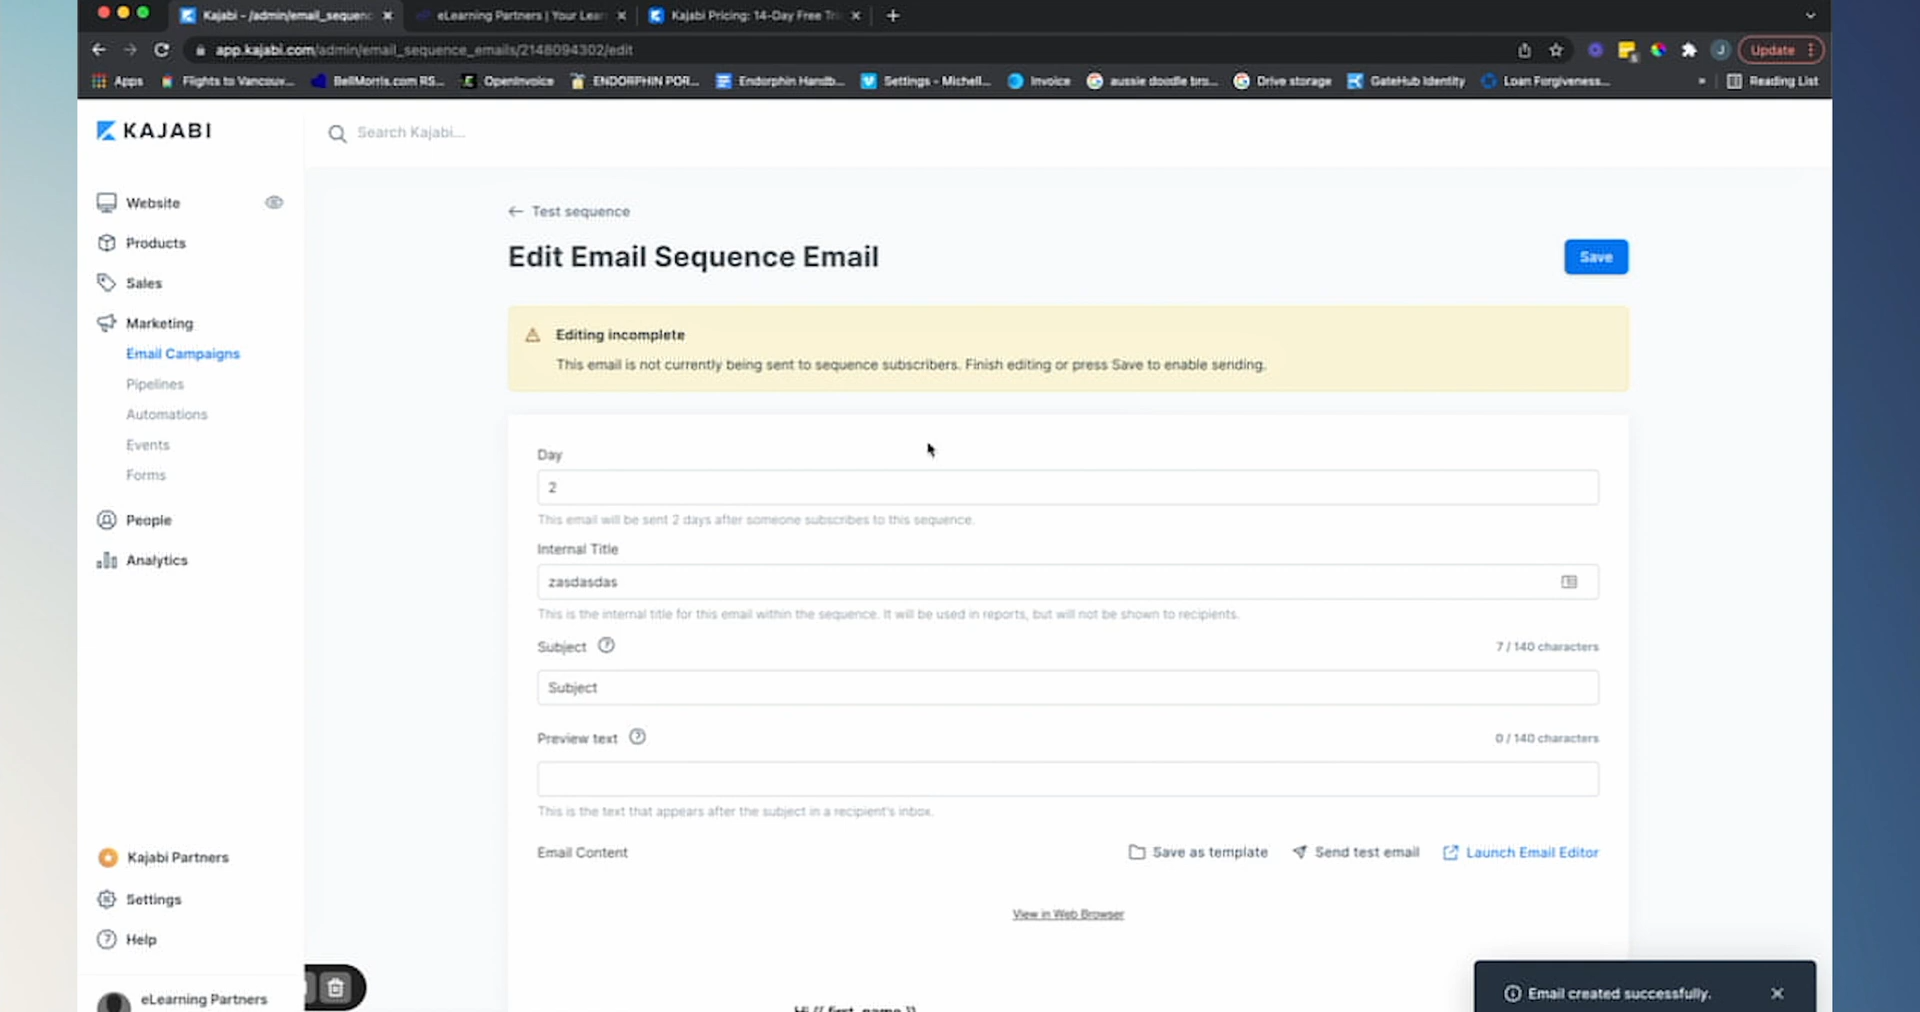 Kajabi - /admin/email_sequenc
eLearning Partners | Your Lear
Kajabi Pricing: 14-Day Free Tri
app.kajabi.com/admin/email_sequence_emails/2148094302/edit
J
Update
Apps
Flights to Vancouv...
BellMorris.com RS...
OpenInvoice
ENDORPHIN POR...
Endorphin Handb...
Settings - Michell...
Invoice
aussie doodle bro...
Drive storage
GateHub Identity
Loan Forgiveness...
»
Reading List
KAJABI
Search Kajabi...
Website
Products
Sales
Marketing
Email Campaigns
Pipelines
Automations
Events
Forms
People
Analytics
Kajabi Partners
Settings
Help
eLearning Partners
← Test sequence
Edit Email Sequence Email
Save
Editing incomplete
This email is not currently being sent to sequence subscribers. Finish editing or press Save to enable sending.
Day
2
This email will be sent 2 days after someone subscribes to this sequence.
Internal Title
zasdasdas
This is the internal title for this email within the sequence. It will be used in reports, but will not be shown to recipients.
Subject
7 / 140 characters
Subject
Preview text
0 / 140 characters
This is the text that appears after the subject in a recipient's inbox.
Email Content
Save as template
Send test email
Launch Email Editor
View in Web Browser
Hi {{ first_name }}
Email created successfully.